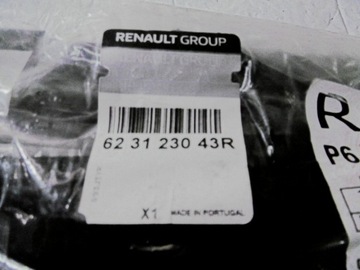 RENAULT GROUP
62 31 230 43R
X1 MADE IN PORTUGAL
R
P6